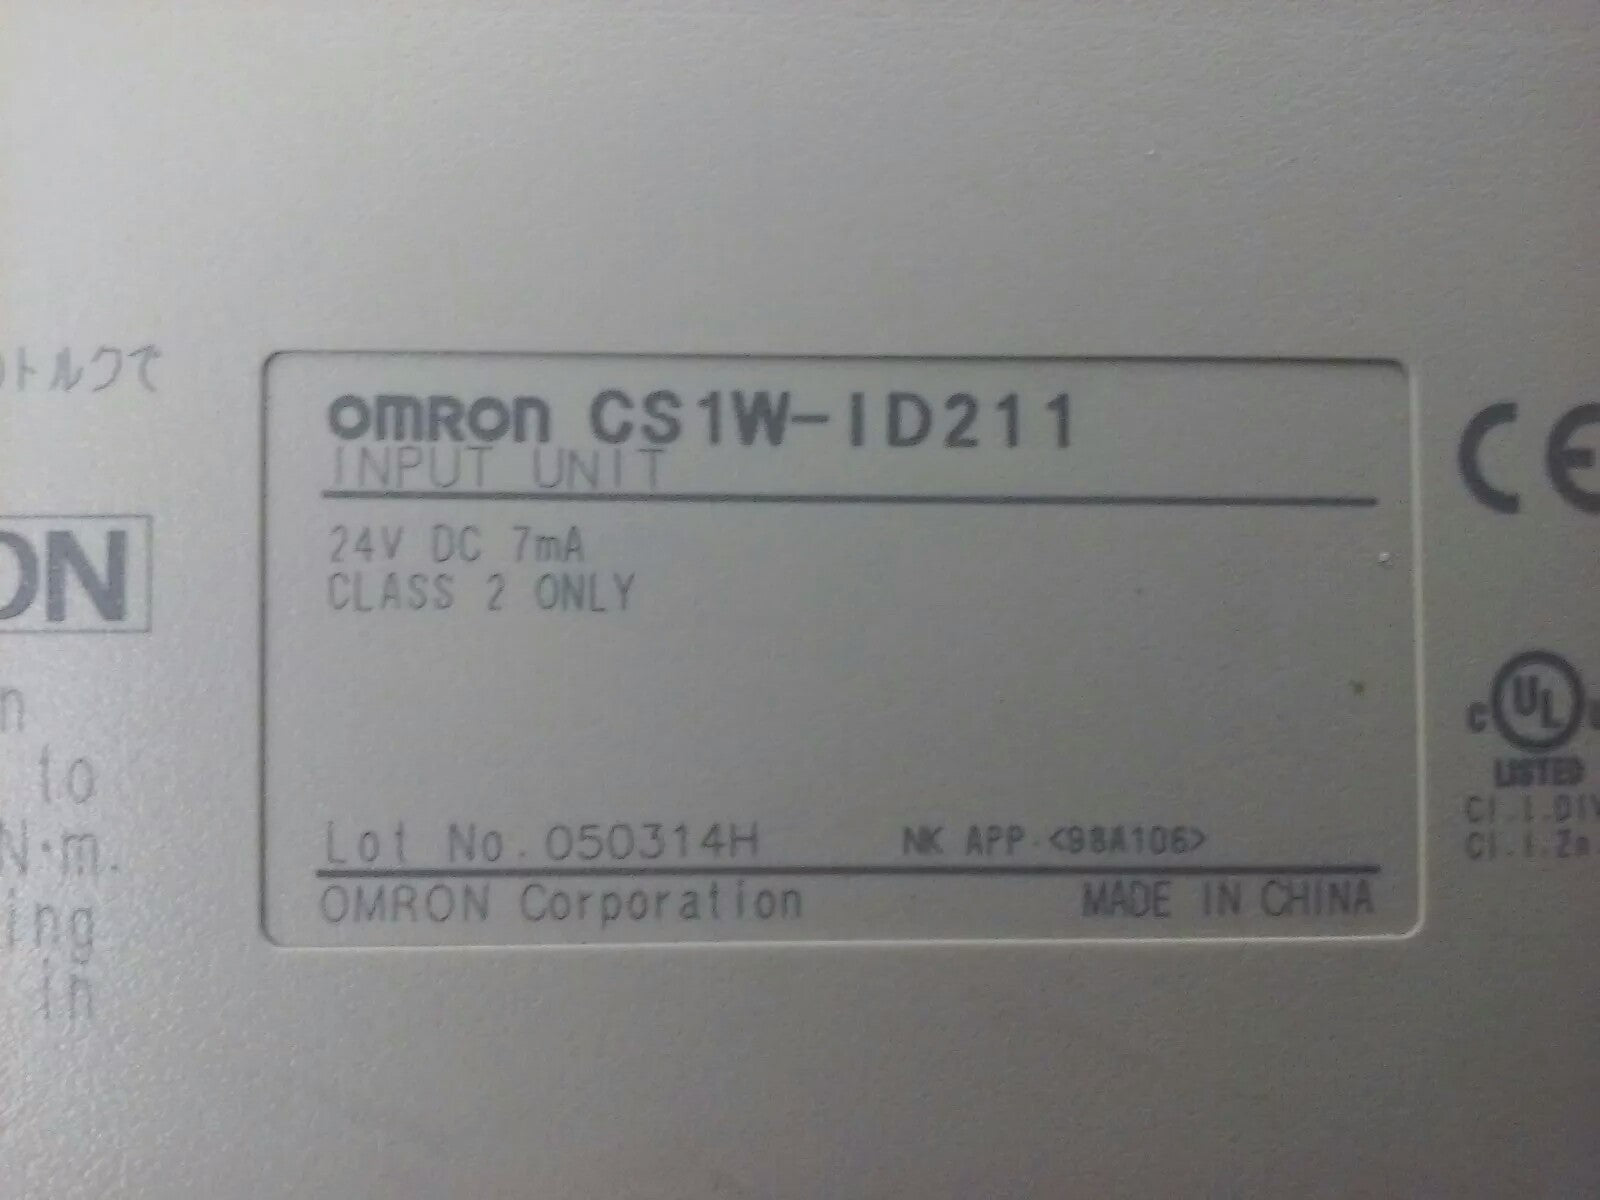 トルクで
OMRON CS1W-ID211
INPUT UNIT
24V DC 7mA
CLASS 2 ONLY
Lot No. 050314H NK APP.<98A106>
OMRON Corporation MADE IN CHINA
ON
n
to
N·m.
ing
in
CE
C UL
LISTED
Cl.I.DIV
Cl.I.Zn.